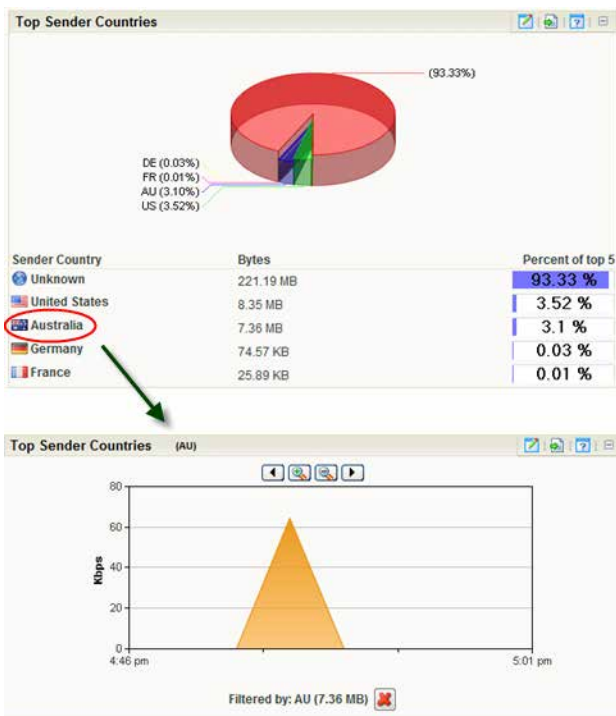 Top Sender Countries
(93.33%)
DE (0.03%)
FR (0.01%)
AU (3.10%)
US (3.52%)
Sender Country Bytes Percent of top 5
Unknown 221.19 MB 93.33 %
United States 8.35 MB 3.52 %
Australia 7.36 MB 3.1 %
Germany 74.57 KB 0.03 %
France 25.89 KB 0.01 %
Top Sender Countries (AU)
80
60
40
20
0
Kbps
4:46 pm 5:01 pm
Filtered by: AU (7.36 MB)